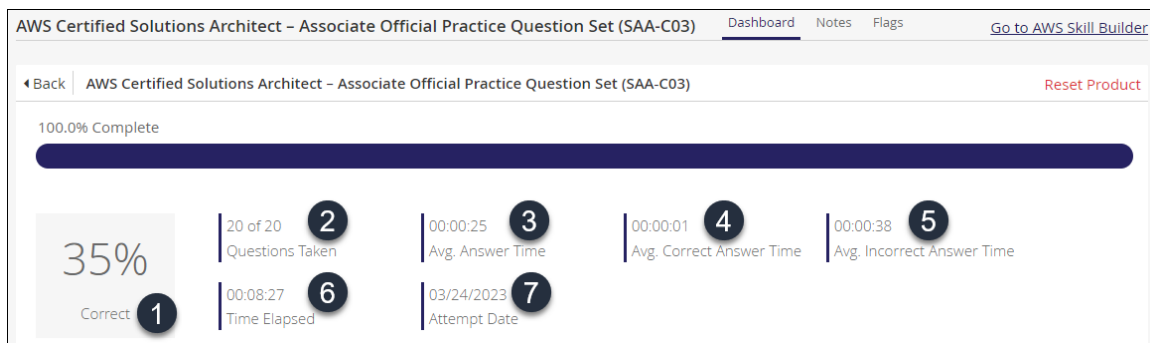 AWS Certified Solutions Architect – Associate Official Practice Question Set (SAA-C03) Dashboard Notes Flags Go to AWS Skill Builder
Back AWS Certified Solutions Architect – Associate Official Practice Question Set (SAA-C03) Reset Product
100.0% Complete
35%
Correct 1
20 of 20 2
Questions Taken
00:00:25 3
Avg. Answer Time
00:00:01 4
Avg. Correct Answer Time
00:00:38 5
Avg. Incorrect Answer Time
00:08:27 6
Time Elapsed
03/24/2023 7
Attempt Date